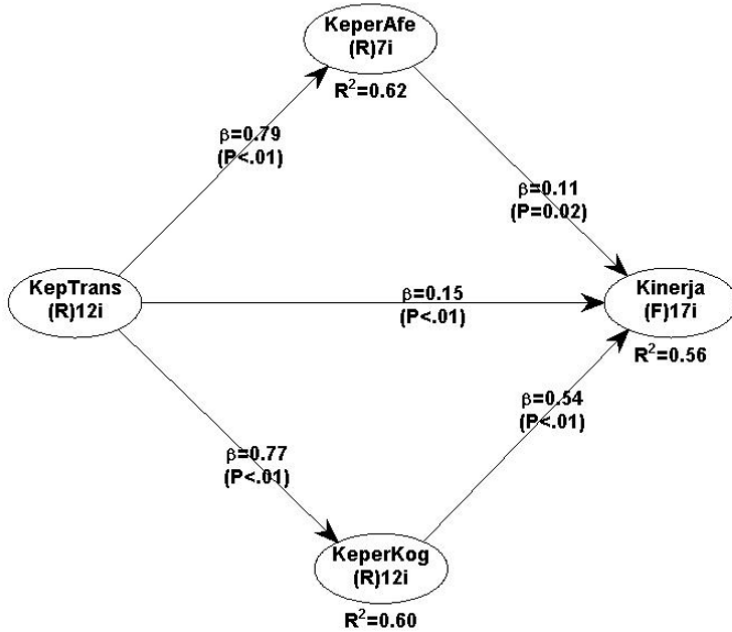 KeperAfe
(R)7i
R²=0.62
β=0.79
(P<.01)
β=0.11
(P=0.02)
KepTrans
(R)12i
β=0.15
(P<.01)
Kinerja
(F)17i
R²=0.56
β=0.77
(P<.01)
β=0.54
(P<.01)
KeperKog
(R)12i
R²=0.60